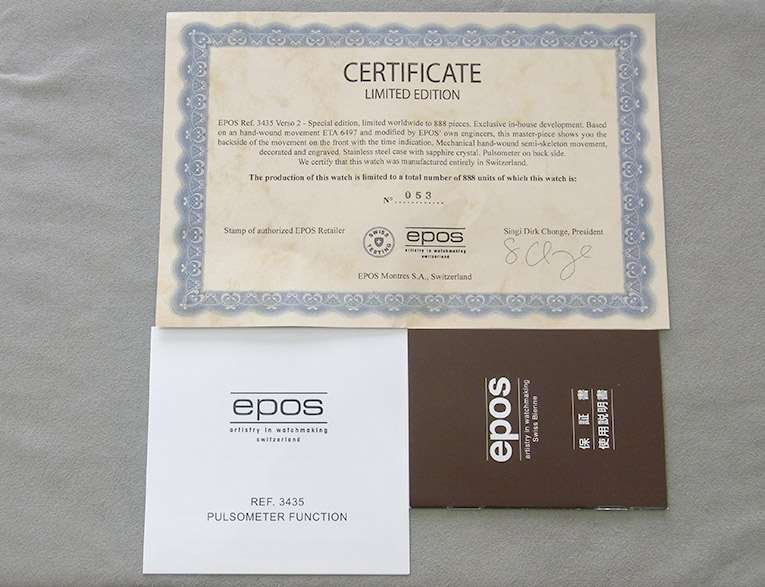 CERTIFICATE
LIMITED EDITION
EPOS Ref. 3435 Verso 2 - Special edition, limited worldwide to 888 pieces. Exclusive in-house development. Based
on an hand-wound movement ETA 6497 and modified by EPOS' own engineers, this master-piece shows you the
backside of the movement on the front with the time indication. Mechanical hand-wound semi-skeleton movement,
decorated and engraved. Stainless steel case with sapphire crystal. Pulsometer on back side.
We certify that this watch was manufactured entirely in Switzerland.
The production of this watch is limited to a total number of 888 units of which this watch is:
N° 053
Stamp of authorized EPOS Retailer
SWISS TESTING
epos
artistry in watchmaking
switzerland
Singi Dirk Chonge, President
EPOS Montres S.A., Switzerland
epos
artistry in watchmaking
switzerland
REF. 3435
PULSOMETER FUNCTION
epos
artistry in watchmaking
Swiss Bienne
保証書
使用説明書